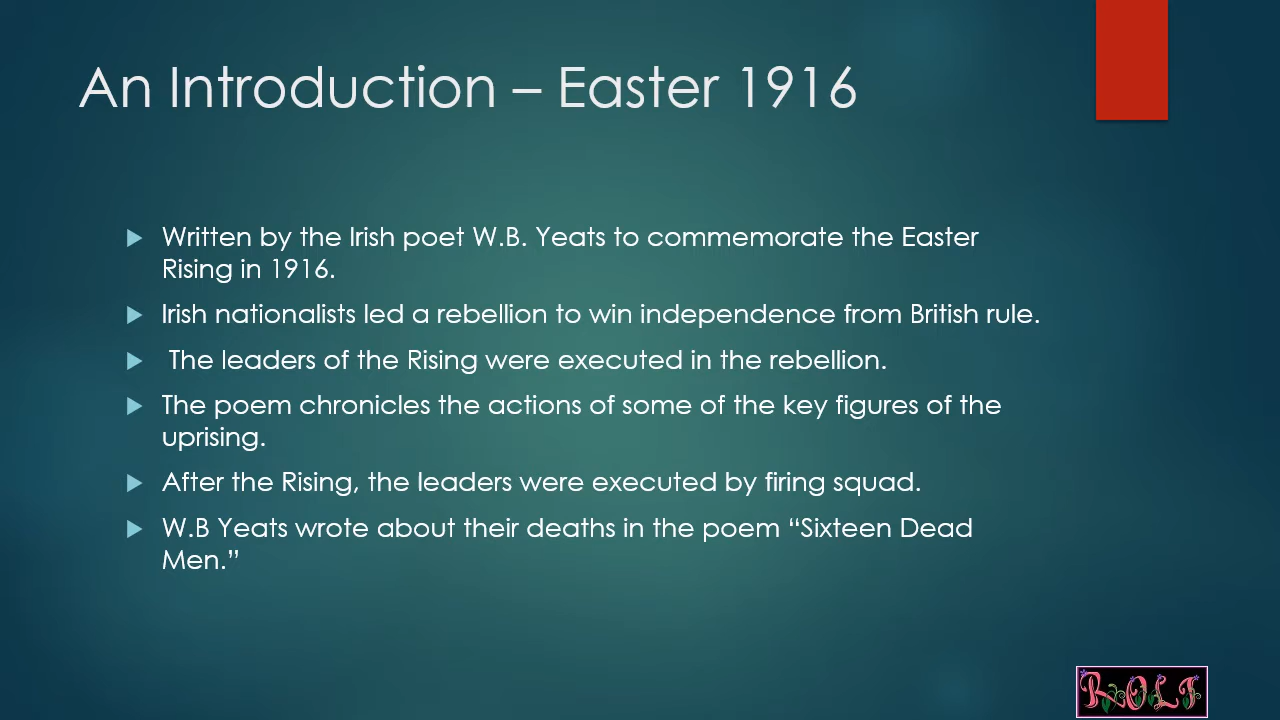 An Introduction – Easter 1916
Written by the Irish poet W.B. Yeats to commemorate the Easter
Rising in 1916.
Irish nationalists led a rebellion to win independence from British rule.
The leaders of the Rising were executed in the rebellion.
The poem chronicles the actions of some of the key figures of the
uprising.
After the Rising, the leaders were executed by firing squad.
W.B Yeats wrote about their deaths in the poem “Sixteen Dead
Men.”